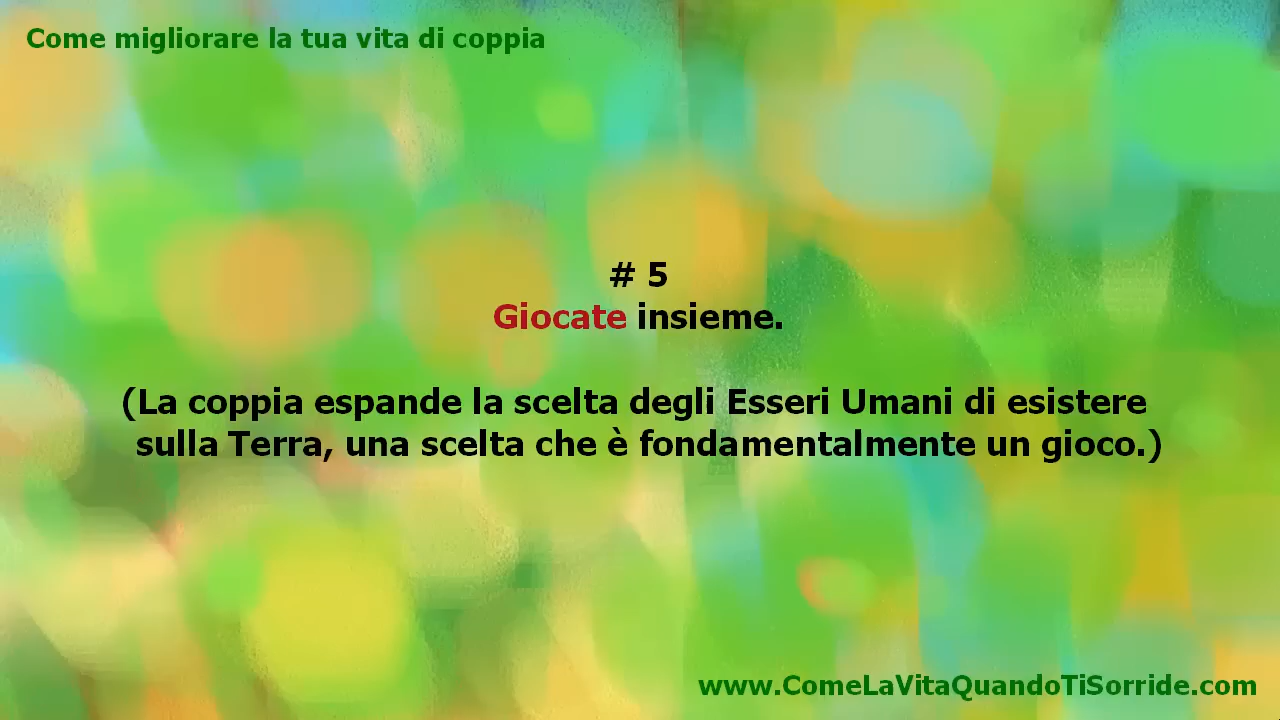 Come migliorare la tua vita di coppia
# 5
Giocate insieme.
(La coppia espande la scelta degli Esseri Umani di esistere
sulla Terra, una scelta che è fondamentalmente un gioco.)
www.ComeLaVitaQuandoTiSorride.com